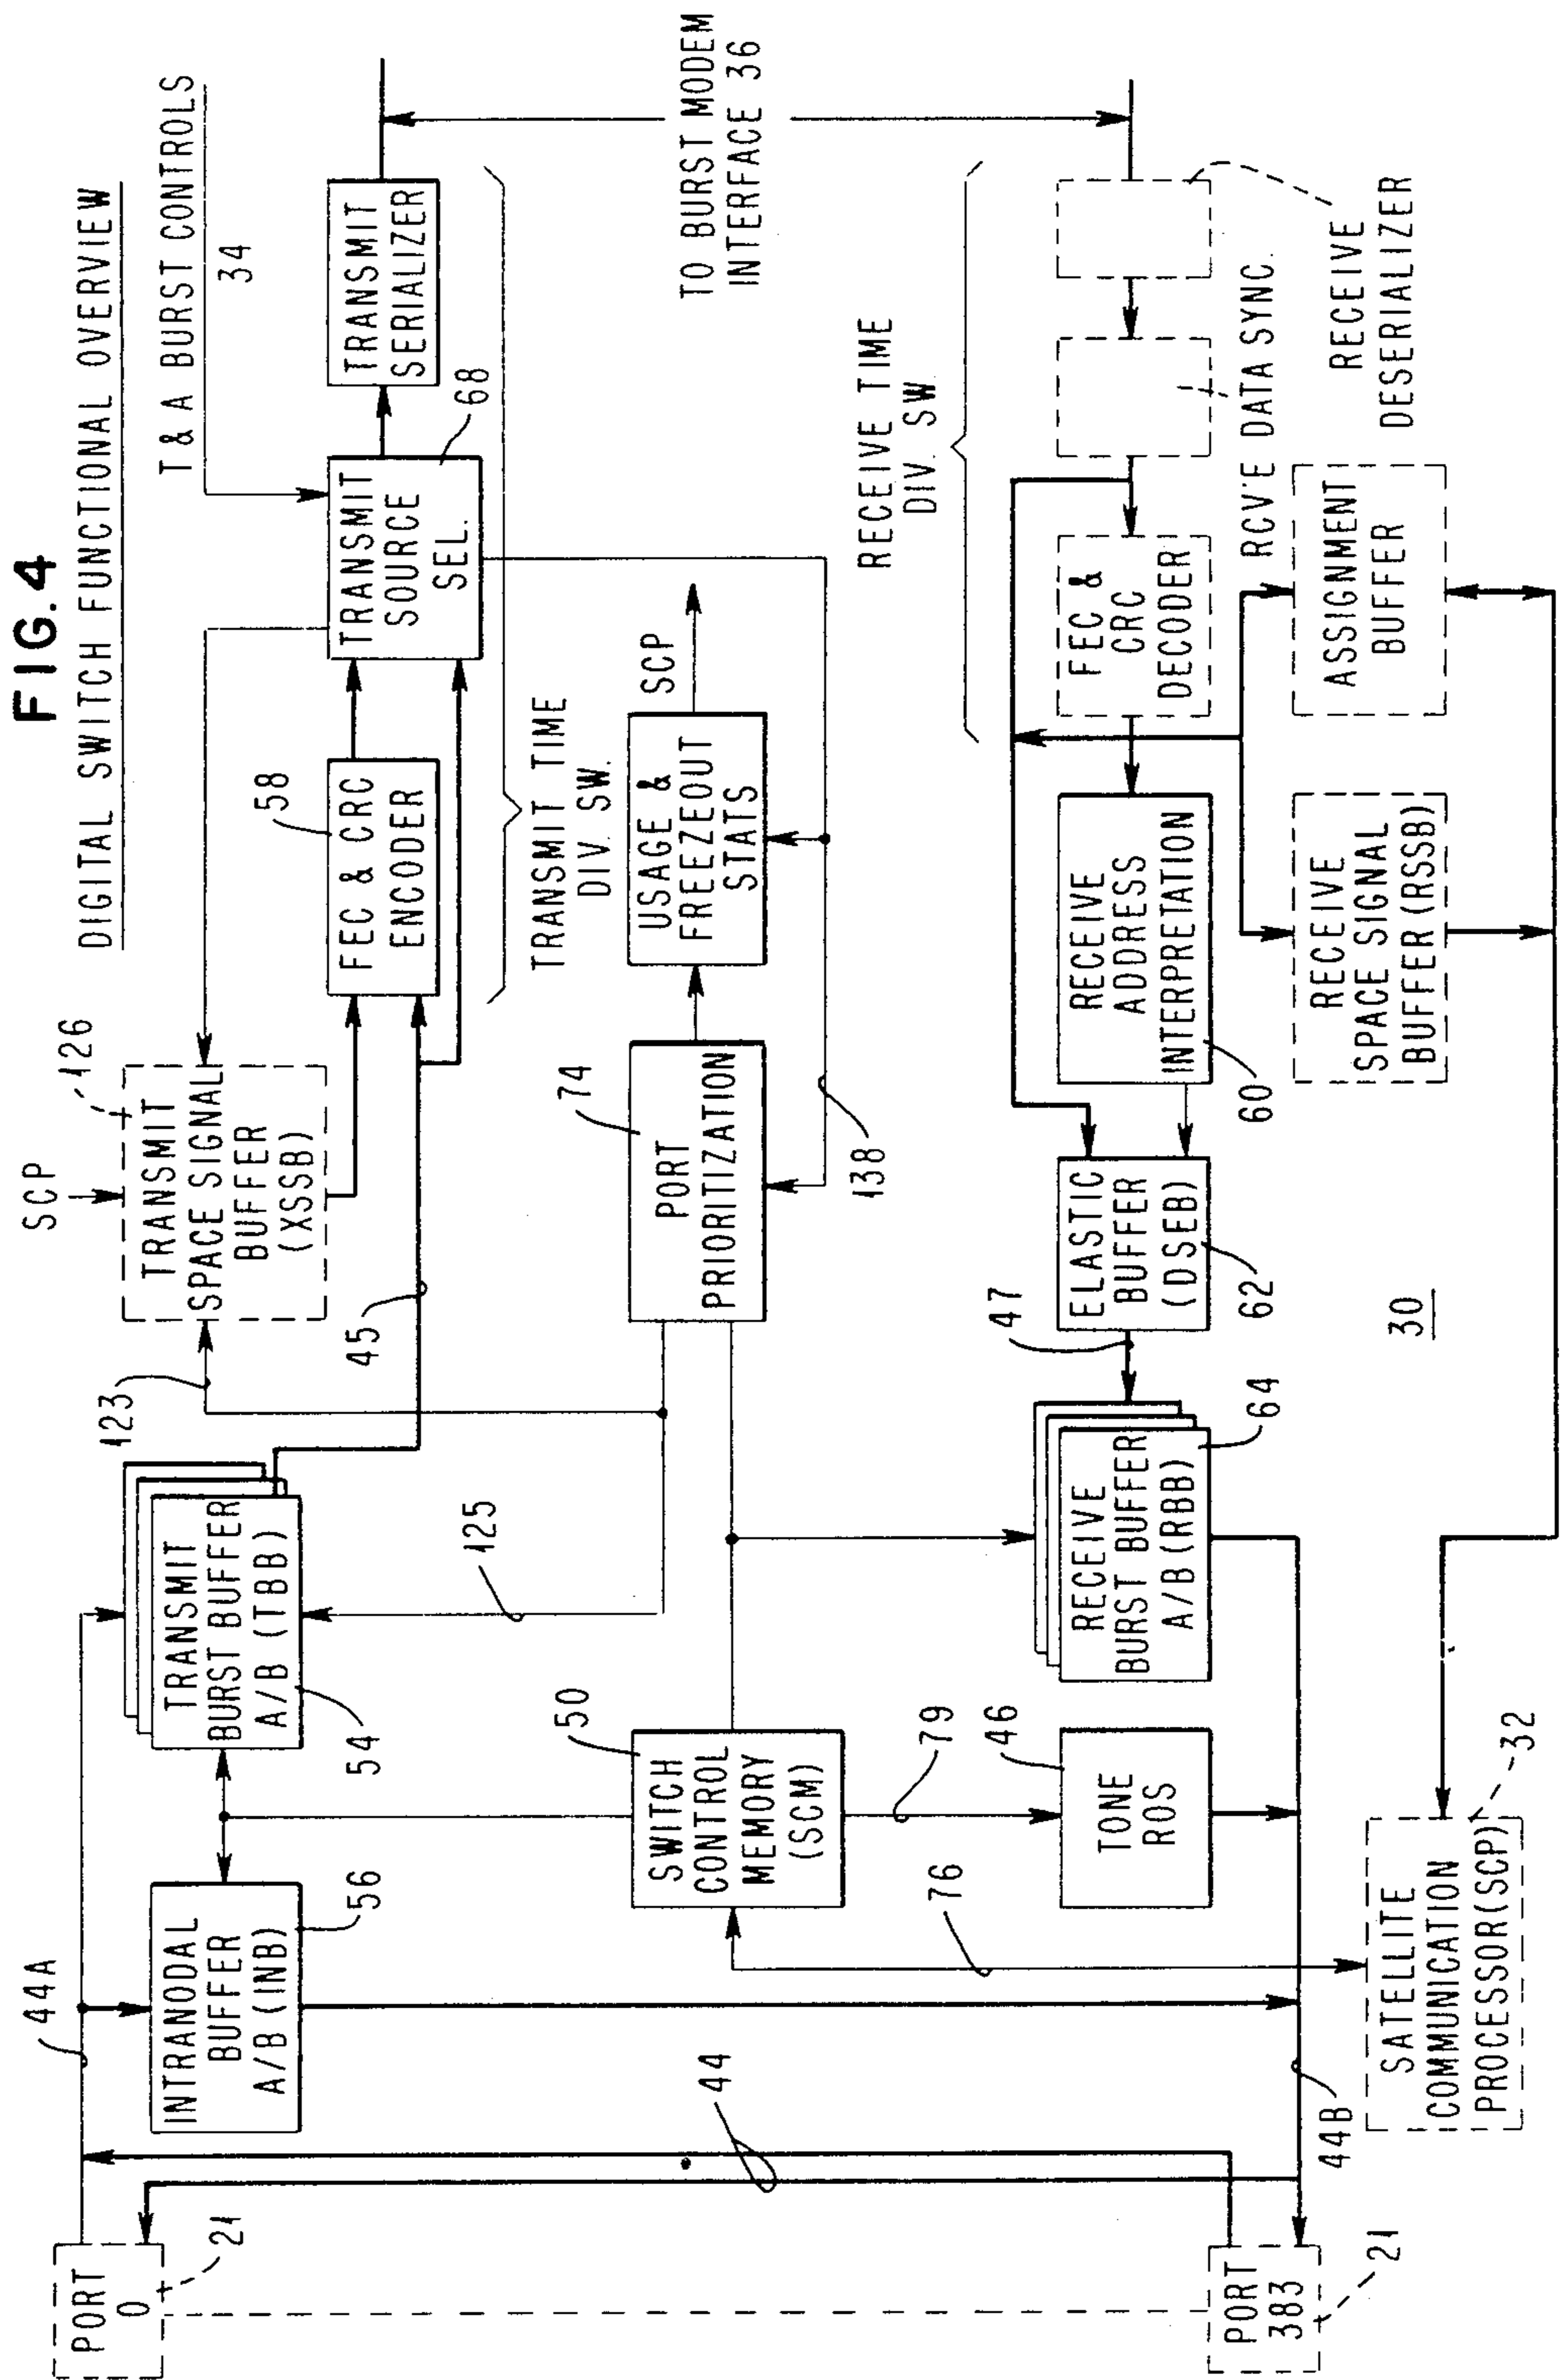 FIG.4
DIGITAL SWITCH FUNCTIONAL OVERVIEW
T & A BURST CONTROLS
34
44A
PORT
0
21
INTRANODAL
BUFFER
A/B (INB)
56
TRANSMIT
BURST BUFFER
A/B (TBB)
54
123
125
SCP
TRANSMIT
SPACE SIGNAL
BUFFER
(XSSB)
126
45
58
FEC & CRC
ENCODER
TRANSMIT
SOURCE
SEL.
68
TRANSMIT
SERIALIZER
TRANSMIT TIME
DIV. SW.
TO BURST MODEM
INTERFACE 36
44
50
SWITCH
CONTROL
MEMORY
(SCM)
76
79
74
PORT
PRIORITIZATION
138
USAGE &
FREEZEOUT
STATS
SCP
RECEIVE TIME
DIV. SW.
46
TONE
ROS
RECEIVE
BURST BUFFER
A/B (RBB)
64
47
ELASTIC
BUFFER
(DSEB)
62
RECEIVE
ADDRESS
INTERPRETATION
60
FEC &
CRC
DECODER
RCV'E DATA SYNC.
RECEIVE
DESERIALIZER
PORT
383
21
44B
SATELLITE
COMMUNICATION
PROCESSOR(SCP)
32
30
RECEIVE
SPACE SIGNAL
BUFFER (RSSB)
ASSIGNMENT
BUFFER